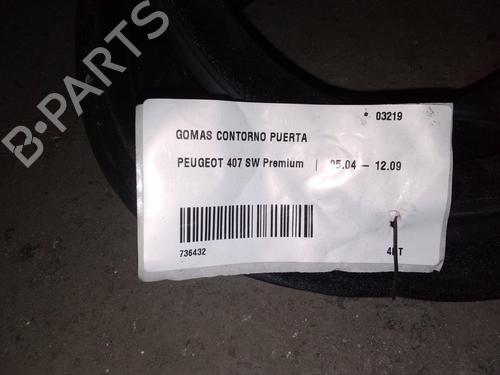 B-PARTS
03219
GOMAS CONTORNO PUERTA
PEUGEOT 407 SW Premium | 05.04 — 12.09
736432